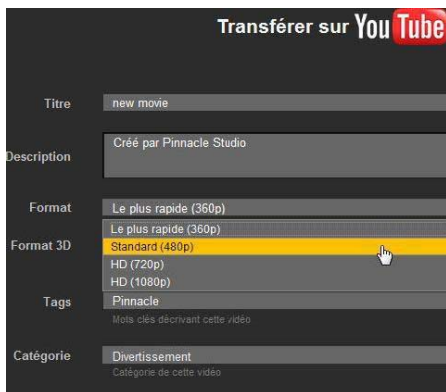 Transférer sur YouTube
Titre
new movie
Description
Créé par Pinnacle Studio
Format
Le plus rapide (360p)
Le plus rapide (360p)
Format 3D
Standard (480p)
HD (720p)
HD (1080p)
Tags
Pinnacle
Mots clés décrivant cette vidéo
Catégorie
Divertissement
Catégorie de cette vidéo